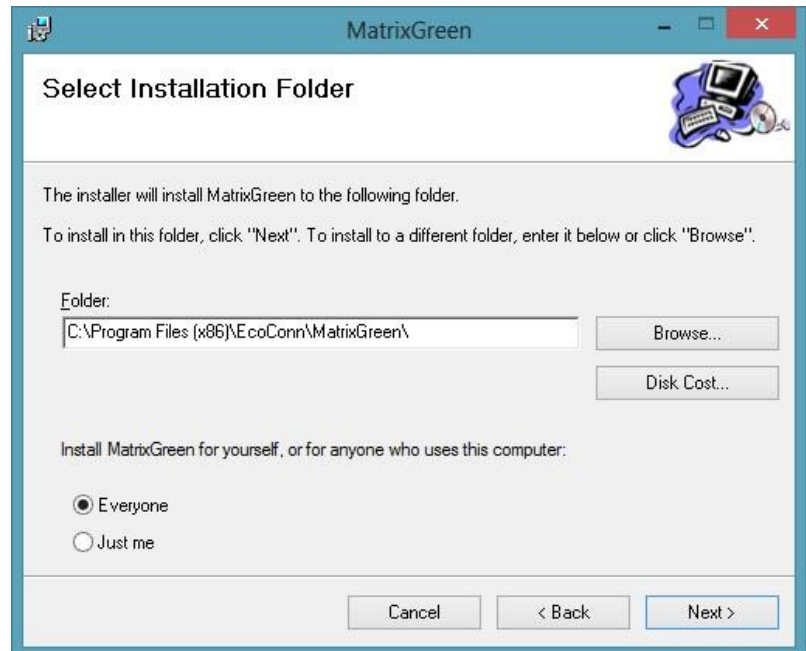 MatrixGreen
Select Installation Folder
The installer will install MatrixGreen to the following folder.
To install in this folder, click "Next". To install to a different folder, enter it below or click "Browse".
Folder:
C:\Program Files (x86)\EcoConn\MatrixGreen\
Browse...
Disk Cost...
Install MatrixGreen for yourself, or for anyone who uses this computer:
Everyone
Just me
Cancel
< Back
Next >